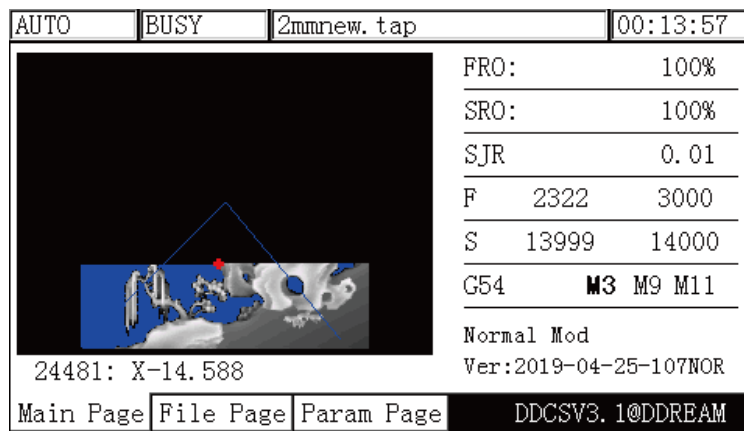 AUTO BUSY 2mmnew.tap 00:13:57
FRO: 100%
SRO: 100%
SJR 0.01
F 2322 3000
S 13999 14000
G54 M3 M9 M11
Normal Mod
24481: X-14.588
Ver:2019-04-25-107NOR
Main Page File Page Param Page DDCSV3.1@DDREAM